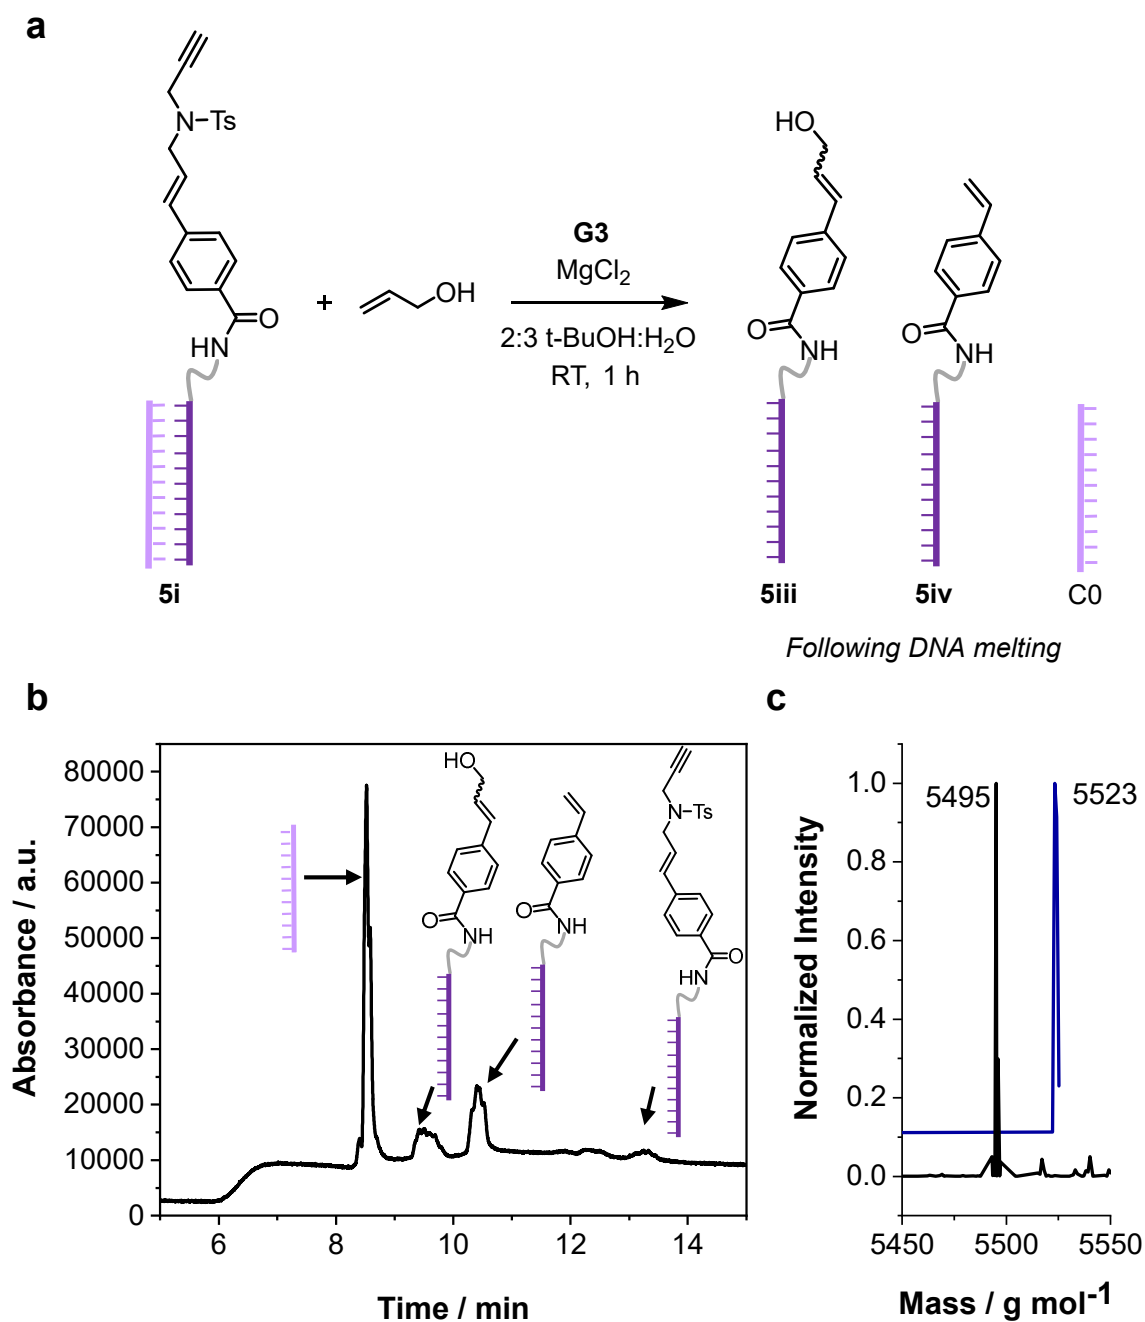 a
N
Ts
HN
O
5i
+
OH
G3
MgCl2
2:3 t-BuOH:H2O
RT, 1 h
HO
O
NH
5iii
O
NH
5iv
C0
Following DNA melting
b
Absorbance / a.u.
80000
70000
60000
50000
40000
30000
20000
10000
0
6
8
10
12
14
Time / min
HO
O
NH
O
NH
N
Ts
O
HN
c
Normalized Intensity
1.0
0.8
0.6
0.4
0.2
0.0
5495
5523
5450
5500
5550
Mass / g mol-1